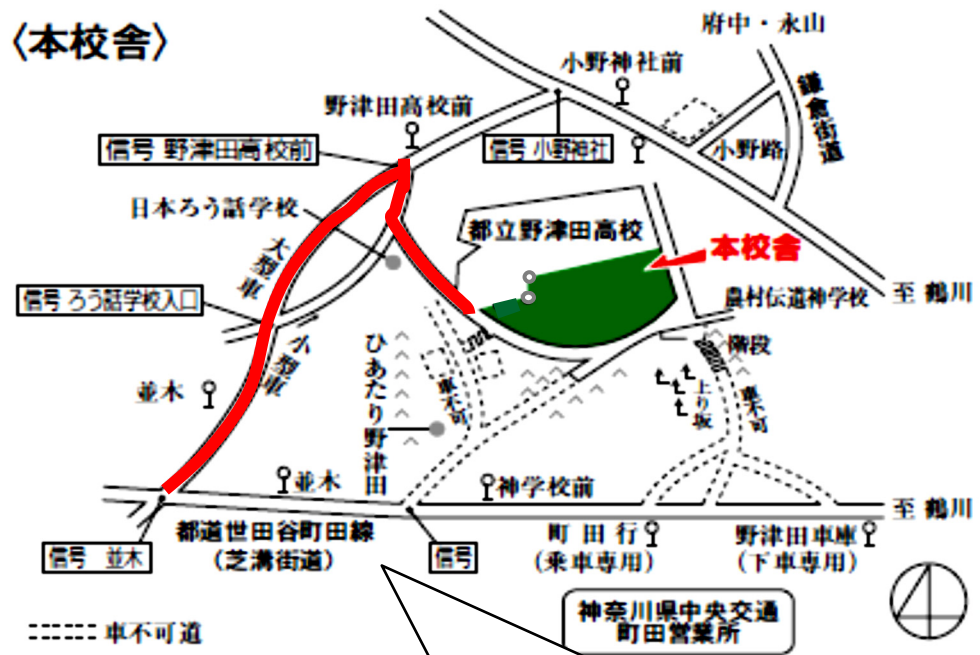 〈本校舎〉
府中・永山
小野神社前
鎌倉街道
野津田高校前
信号 野津田高校前
信号 小野神社
小野路
日本ろう話学校
都立野津田高校
本校舎
大型車
至 鶴川
信号 ろう話学校入口
農村伝道神学校
小型車
階段
ひあたり野津田
車不可
上り坂
車不可
並木
並木
神学校前
至 鶴川
信号 並木
都道世田谷町田線
(芝溝街道)
信号
町田行
(乗車専用)
野津田車庫
(下車専用)
神奈川県中央交通
町田営業所
車不可道